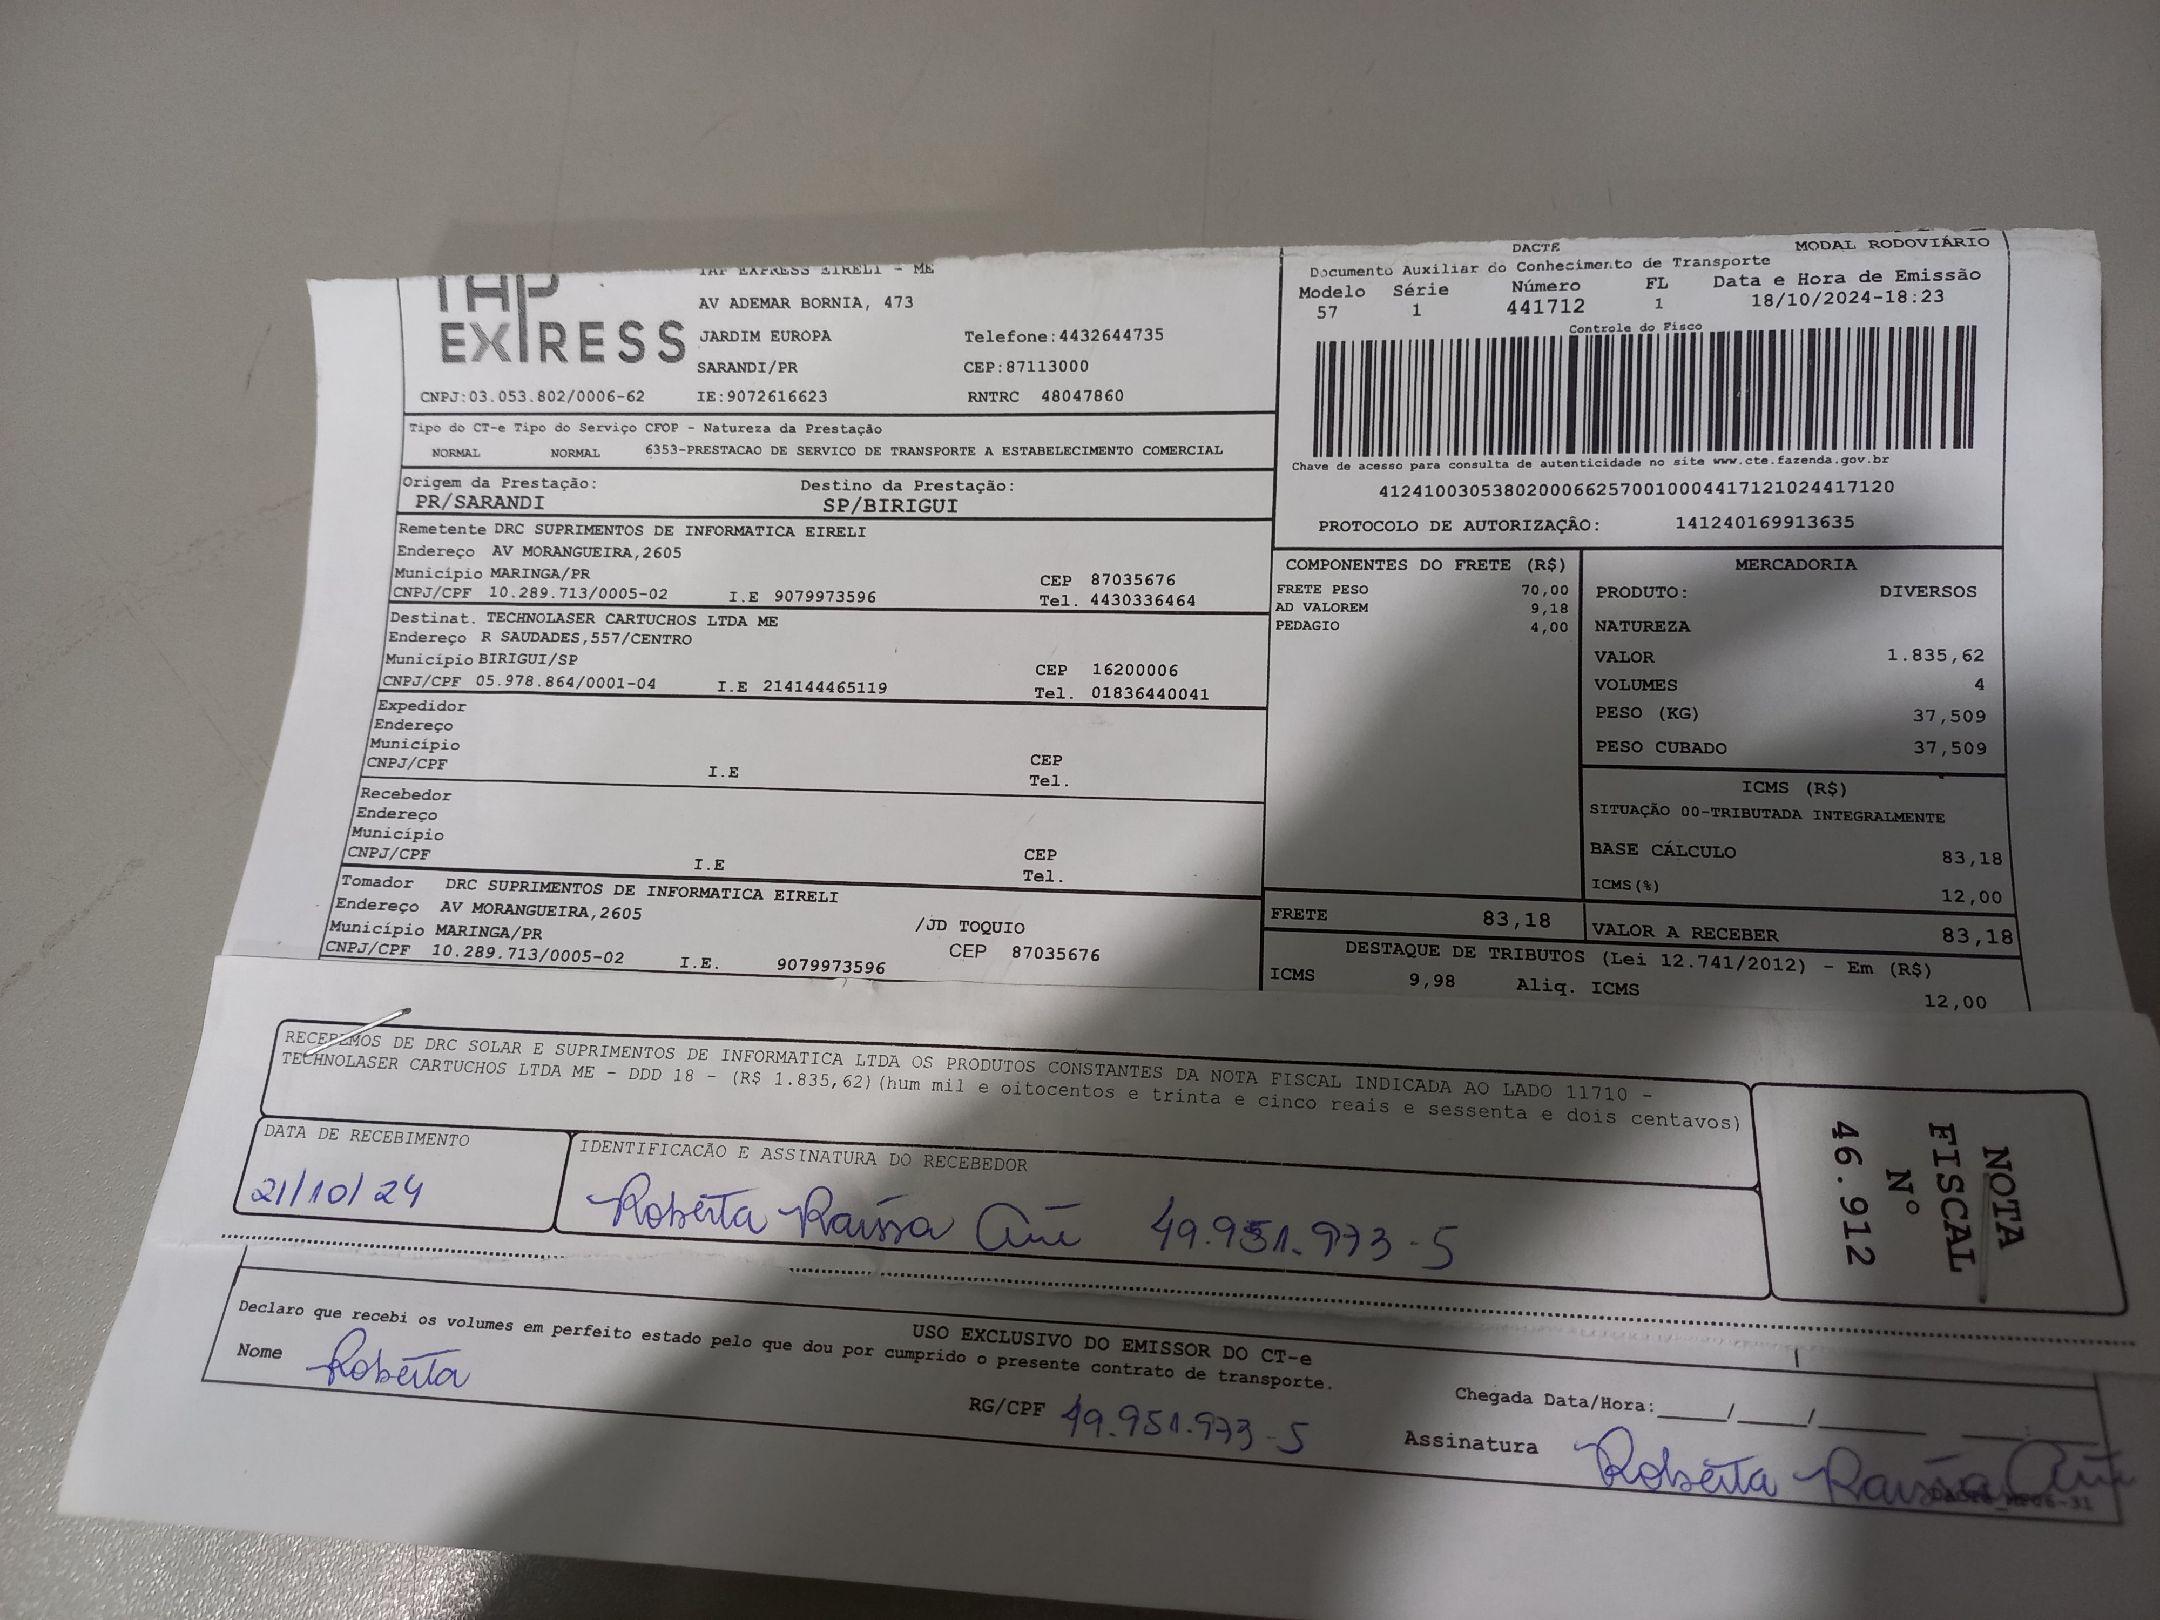 TAP
EXPRESS
TAP EXPRESS EIRELI - ME
AV ADEMAR BORNIA, 473
JARDIM EUROPA Telefone:4432644735
SARANDI/PR CEP:87113000
CNPJ:03.053.802/0006-62 IE:9072616623 RNTRC 48047860
Tipo do CT-e Tipo do Serviço CFOP - Natureza da Prestação
NORMAL NORMAL 6353-PRESTACAO DE SERVICO DE TRANSPORTE A ESTABELECIMENTO COMERCIAL
Origem da Prestação: Destino da Prestação:
PR/SARANDI SP/BIRIGUI
Remetente DRC SUPRIMENTOS DE INFORMATICA EIRELI
Endereço AV MORANGUEIRA,2605
Município MARINGA/PR CEP 87035676
CNPJ/CPF 10.289.713/0005-02 I.E 9079973596 Tel. 4430336464
Destinat. TECHNOLASER CARTUCHOS LTDA ME
Endereço R SAUDADES,557/CENTRO
Município BIRIGUI/SP CEP 16200006
CNPJ/CPF 05.978.864/0001-04 I.E 214144465119 Tel. 01836440041
Expedidor
Endereço
Município CEP
CNPJ/CPF I.E Tel.
Recebedor
Endereço
Município CEP
CNPJ/CPF I.E Tel.
Tomador DRC SUPRIMENTOS DE INFORMATICA EIRELI
Endereço AV MORANGUEIRA,2605 /JD TOQUIO
Município MARINGA/PR CEP 87035676
CNPJ/CPF 10.289.713/0005-02 I.E. 9079973596
DACTE MODAL RODOVIÁRIO
Documento Auxiliar do Conhecimento de Transporte
Modelo Série Número FL Data e Hora de Emissão
57 1 441712 1 18/10/2024-18:23
Controle do Fisco
Chave de acesso para consulta de autenticidade no site www.cte.fazenda.gov.br
41241003053802000662570010004417121024417120
PROTOCOLO DE AUTORIZAÇÃO: 141240169913635
COMPONENTES DO FRETE (R$)
FRETE PESO 70,00
AD VALOREM 9,18
PEDAGIO 4,00
FRETE 83,18
MERCADORIA
PRODUTO: DIVERSOS
NATUREZA
VALOR 1.835,62
VOLUMES 4
PESO (KG) 37,509
PESO CUBADO 37,509
ICMS (R$)
SITUAÇÃO 00-TRIBUTADA INTEGRALMENTE
BASE CÁLCULO 83,18
ICMS(%) 12,00
VALOR A RECEBER 83,18
DESTAQUE DE TRIBUTOS (Lei 12.741/2012) - Em (R$)
ICMS 9,98 Aliq. ICMS 12,00
RECEBEMOS DE DRC SOLAR E SUPRIMENTOS DE INFORMATICA LTDA OS PRODUTOS CONSTANTES DA NOTA FISCAL INDICADA AO LADO 11710 -
TECHNOLASER CARTUCHOS LTDA ME - DDD 18 - (R$ 1.835,62)(hum mil e oitocentos e trinta e cinco reais e sessenta e dois centavos)
DATA DE RECEBIMENTO IDENTIFICAÇÃO E ASSINATURA DO RECEBEDOR
21/10/24 Roberta Raissa 49.951.973-5
NOTA
FISCAL
Nº
46.912
USO EXCLUSIVO DO EMISSOR DO CT-e
Declaro que recebi os volumes em perfeito estado pelo que dou por cumprido o presente contrato de transporte.
Nome Roberta RG/CPF 49.951.973-5 Chegada Data/Hora:____/____/______ ______
Assinatura Roberta Raissa